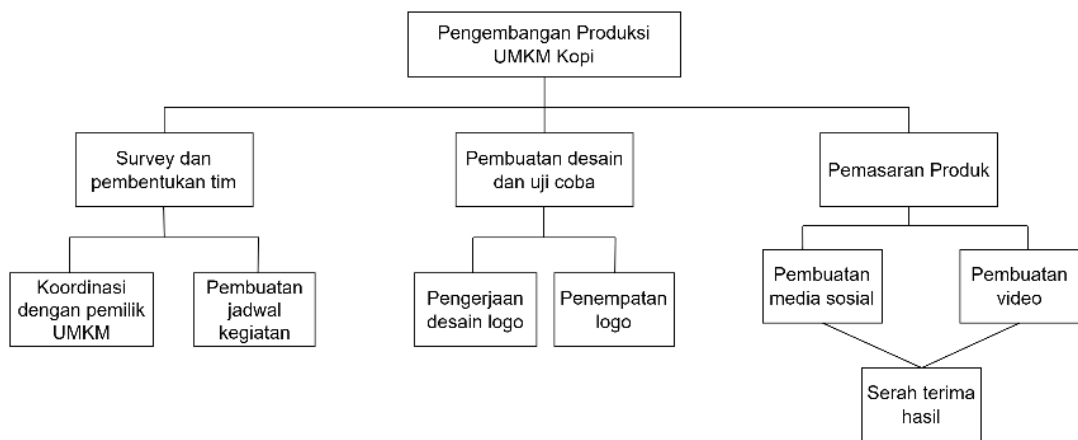 Pengembangan Produksi
UMKM Kopi
Survey dan
pembentukan tim
Pembuatan desain
dan uji coba
Pemasaran Produk
Koordinasi
dengan pemilik
UMKM
Pembuatan
jadwal
kegiatan
Pengerjaan
desain logo
Penempatan
logo
Pembuatan
media sosial
Pembuatan
video
Serah terima
hasil